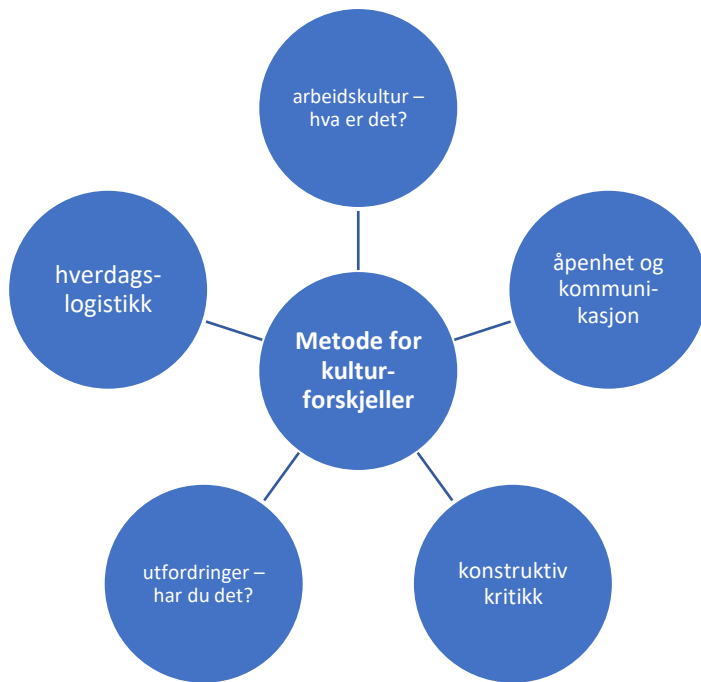 arbeidskultur –
hva er det?
hverdags-
logistikk
åpenhet og
kommuni-
kasjon
Metode for
kultur-
forskjeller
utfordringer –
har du det?
konstruktiv
kritikk